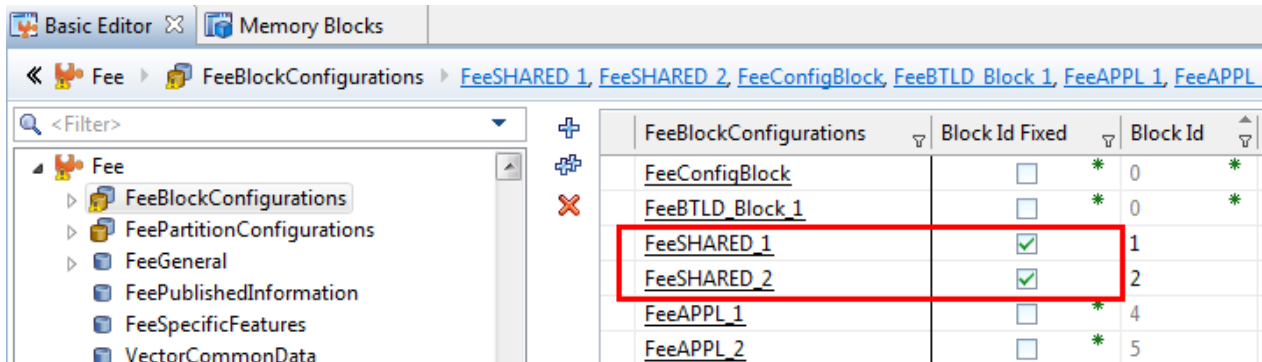 Basic Editor Memory Blocks
Fee FeeBlockConfigurations FeeSHARED_1, FeeSHARED_2, FeeConfigBlock, FeeBTLD_Block_1, FeeAPPL_1, FeeAPPL
<Filter>
Fee
FeeBlockConfigurations
FeePartitionConfigurations
FeeGeneral
FeePublishedInformation
FeeSpecificFeatures
VectorCommonData
FeeBlockConfigurations Block Id Fixed Block Id
FeeConfigBlock * 0 *
FeeBTLD_Block_1 * 0 *
FeeSHARED_1 1
FeeSHARED_2 2
FeeAPPL_1 * 4
FeeAPPL_2 * 5